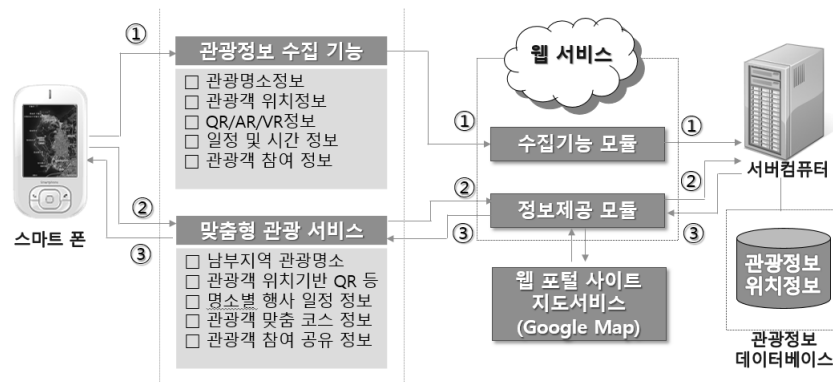 ①
관광정보 수집 기능
□ 관광명소정보
□ 관광객 위치정보
□ QR/AR/VR정보
□ 일정 및 시간 정보
□ 관광객 참여 정보
스마트 폰
②
③
맞춤형 관광 서비스
□ 남부지역 관광명소
□ 관광객 위치기반 QR 등
□ 명소별 행사 일정 정보
□ 관광객 맞춤 코스 정보
□ 관광객 참여 공유 정보
웹 서비스
①
수집기능 모듈
①
②
정보제공 모듈
②
③
③
웹 포털 사이트
지도서비스
(Google Map)
서버컴퓨터
관광정보
위치정보
관광정보
데이터베이스